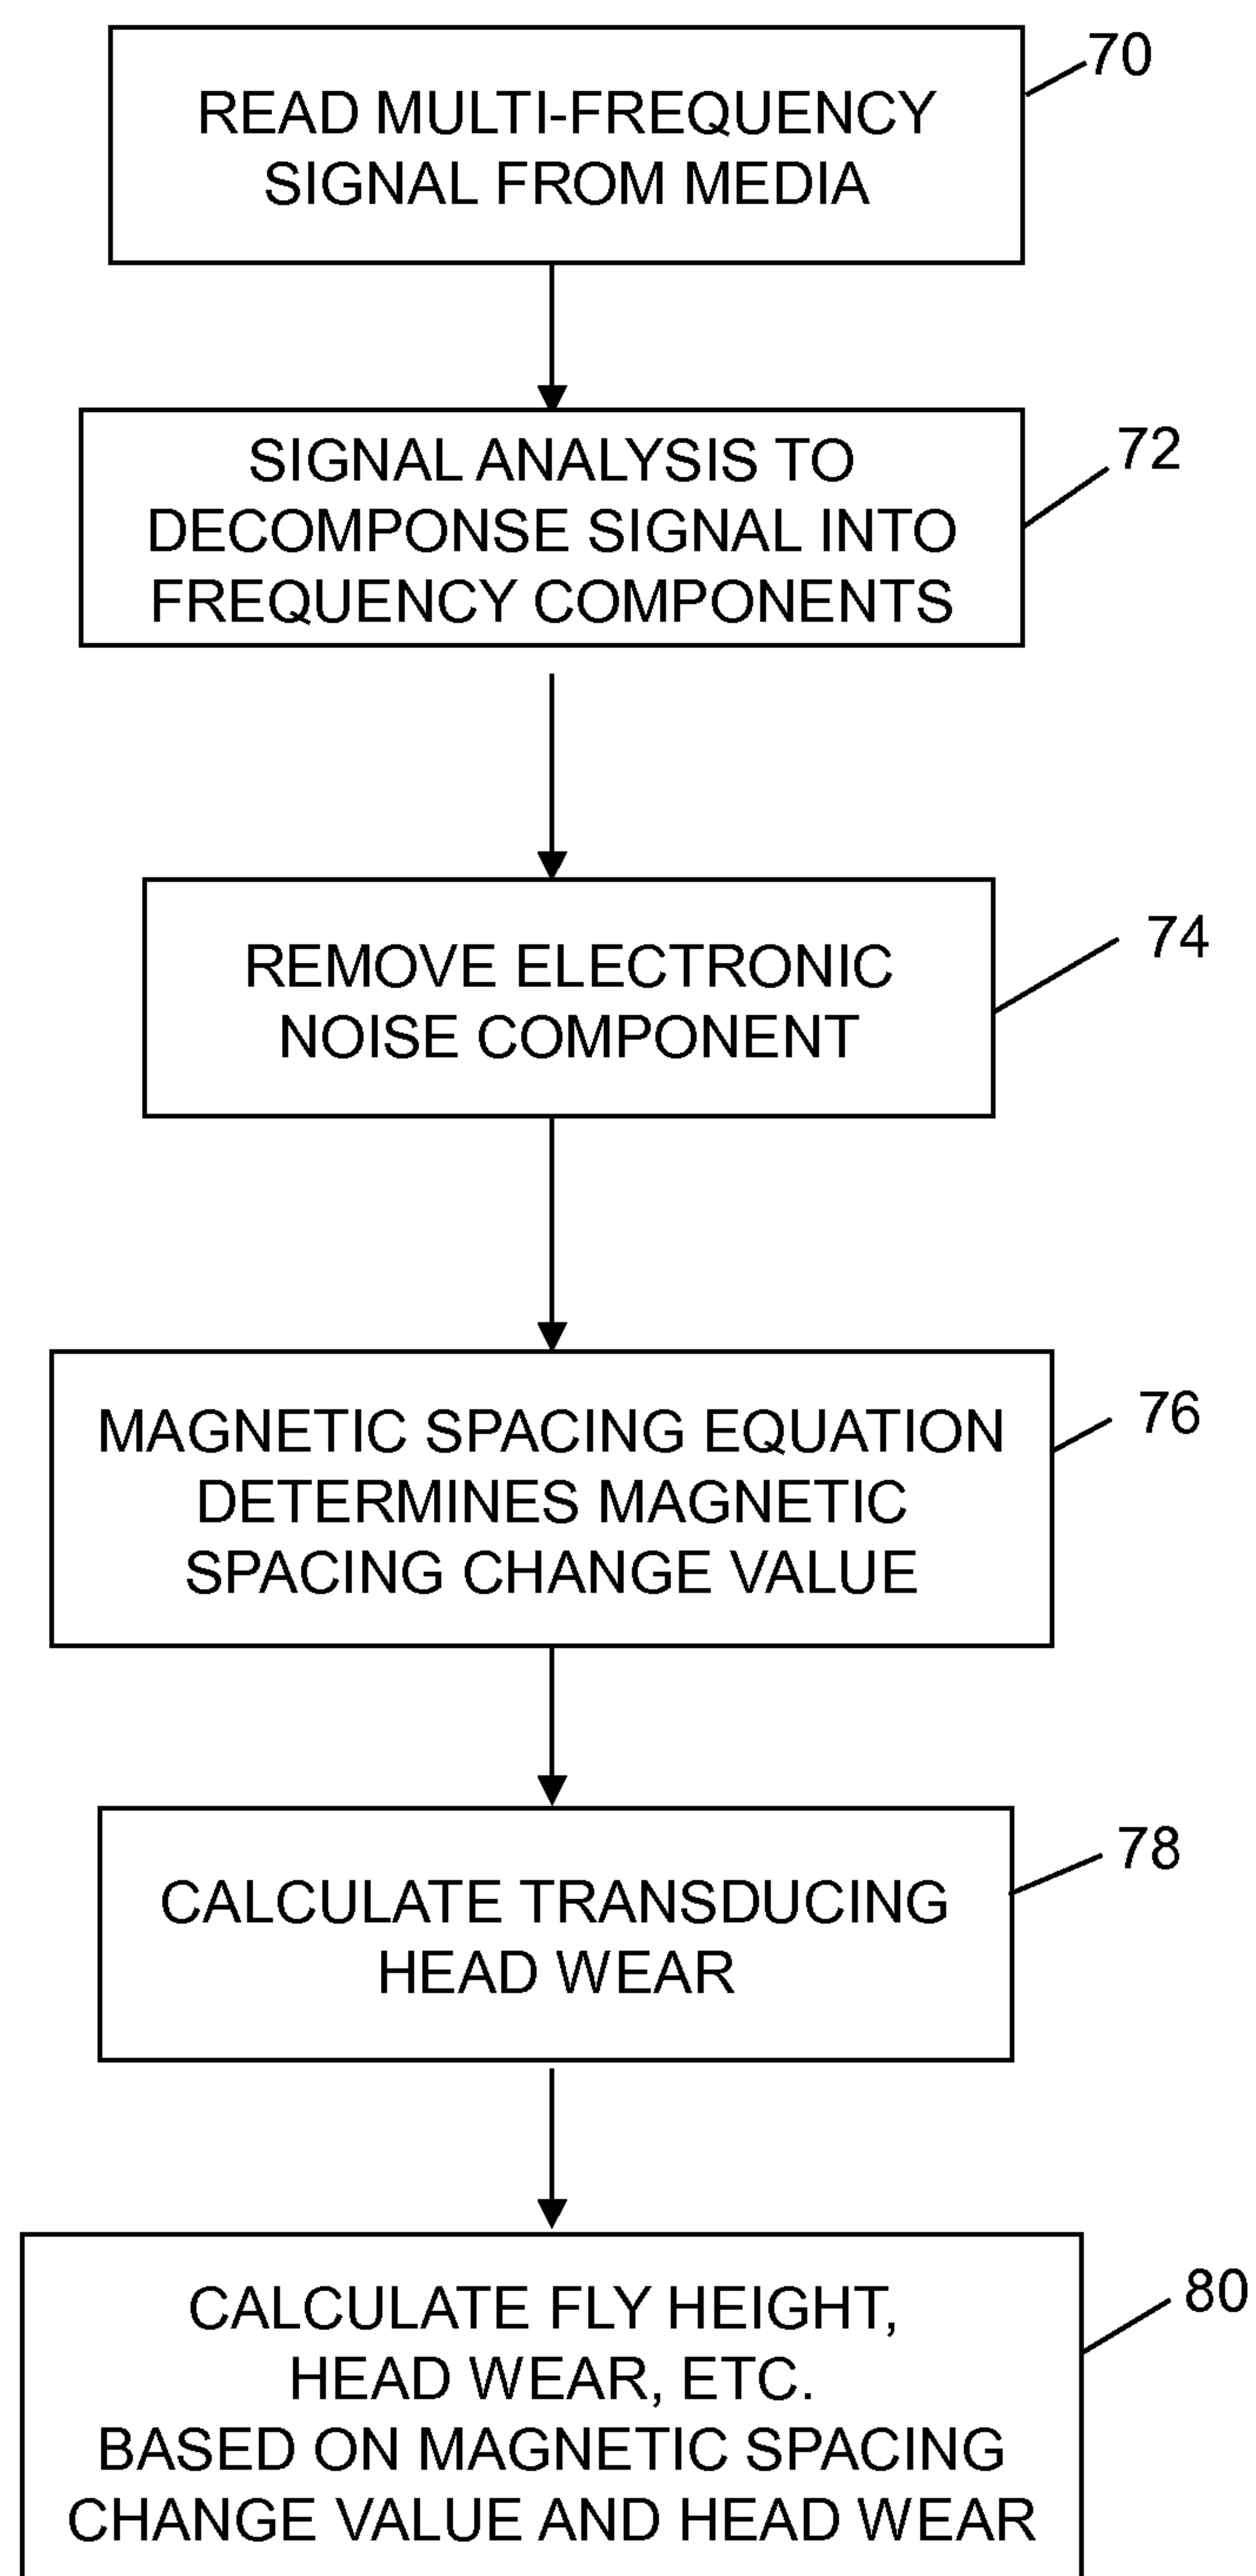 70
READ MULTI-FREQUENCY
SIGNAL FROM MEDIA
72
SIGNAL ANALYSIS TO
DECOMPONSE SIGNAL INTO
FREQUENCY COMPONENTS
74
REMOVE ELECTRONIC
NOISE COMPONENT
76
MAGNETIC SPACING EQUATION
DETERMINES MAGNETIC
SPACING CHANGE VALUE
78
CALCULATE TRANSDUCING
HEAD WEAR
80
CALCULATE FLY HEIGHT,
HEAD WEAR, ETC.
BASED ON MAGNETIC SPACING
CHANGE VALUE AND HEAD WEAR